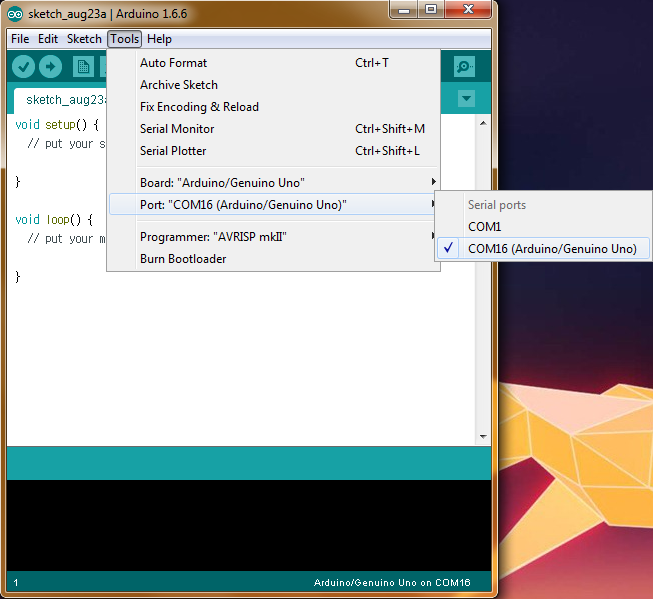 sketch_aug23a | Arduino 1.6.6
File Edit Sketch Tools Help
Auto Format Ctrl+T
Archive Sketch
Fix Encoding & Reload
Serial Monitor Ctrl+Shift+M
Serial Plotter Ctrl+Shift+L
Board: "Arduino/Genuino Uno"
Port: "COM16 (Arduino/Genuino Uno)"
Programmer: "AVRISP mkII"
Burn Bootloader
Serial ports
COM1
COM16 (Arduino/Genuino Uno)
sketch_aug23a
void setup() {
// put your s
}
void loop() {
// put your m
}
1 Arduino/Genuino Uno on COM16